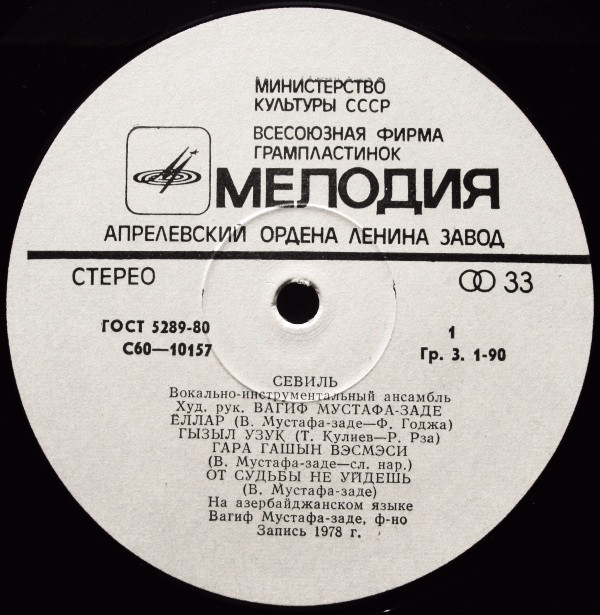 МИНИСТЕРСТВО
КУЛЬТУРЫ СССР
ВСЕСОЮЗНАЯ ФИРМА
ГРАМПЛАСТИНОК
МЕЛОДИЯ
АПРЕЛЕВСКИЙ ОРДЕНА ЛЕНИНА ЗАВОД
СТЕРЕО
33
ГОСТ 5289-80
С60—10157
1
Гр. 3. 1-90
СЕВИЛЬ
Вокально-инструментальный ансамбль
Худ. рук. ВАГИФ МУСТАФА-ЗАДЕ
ЁЛЛАР (В. Мустафа-заде—Ф. Годжа)
ГЫЗЫЛ УЗУК (Т. Кулиев—Р. Рза)
ГАРА ГАШЫН ВЭСМЭСИ
(В. Мустафа-заде—сл. нар.)
ОТ СУДЬБЫ НЕ УЙДЕШЬ
(В. Мустафа-заде)
На азербайджанском языке
Вагиф Мустафа-заде, ф-но
Запись 1978 г.